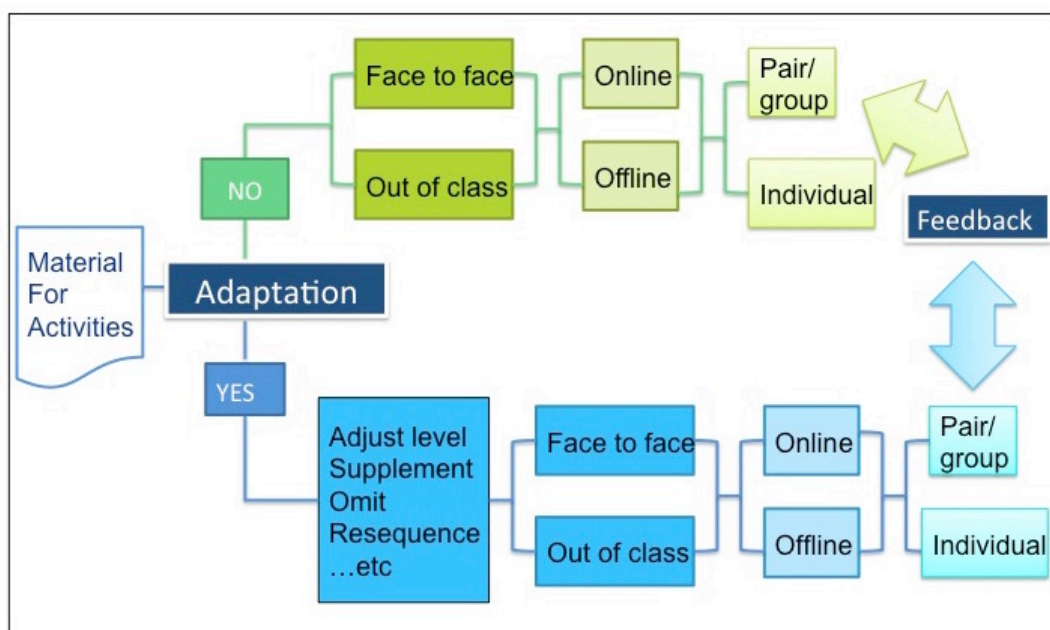 Face to face
Online
Pair/
group
NO
Out of class
Offline
Individual
Feedback
Material
For
Activities
Adaptation
YES
Adjust level
Supplement
Omit
Resequence
...etc
Face to face
Online
Pair/
group
Out of class
Offline
Individual